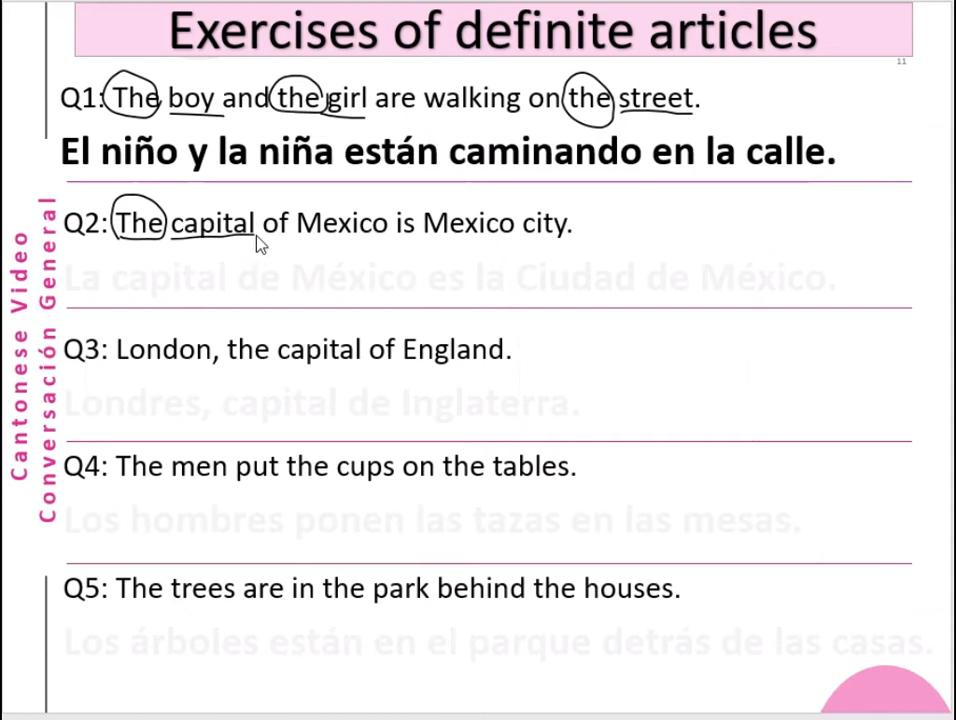 Exercises of definite articles
11
Q1: The boy and the girl are walking on the street.
El niño y la niña están caminando en la calle.
Q2: The capital of Mexico is Mexico city.
La capital de México es la Ciudad de México.
Q3: London, the capital of England.
Londres, capital de Inglaterra.
Q4: The men put the cups on the tables.
Los hombres ponen las tazas en las mesas.
Q5: The trees are in the park behind the houses.
Los árboles están en el parque detrás de las casas.
Cantonese Video
Conversación General